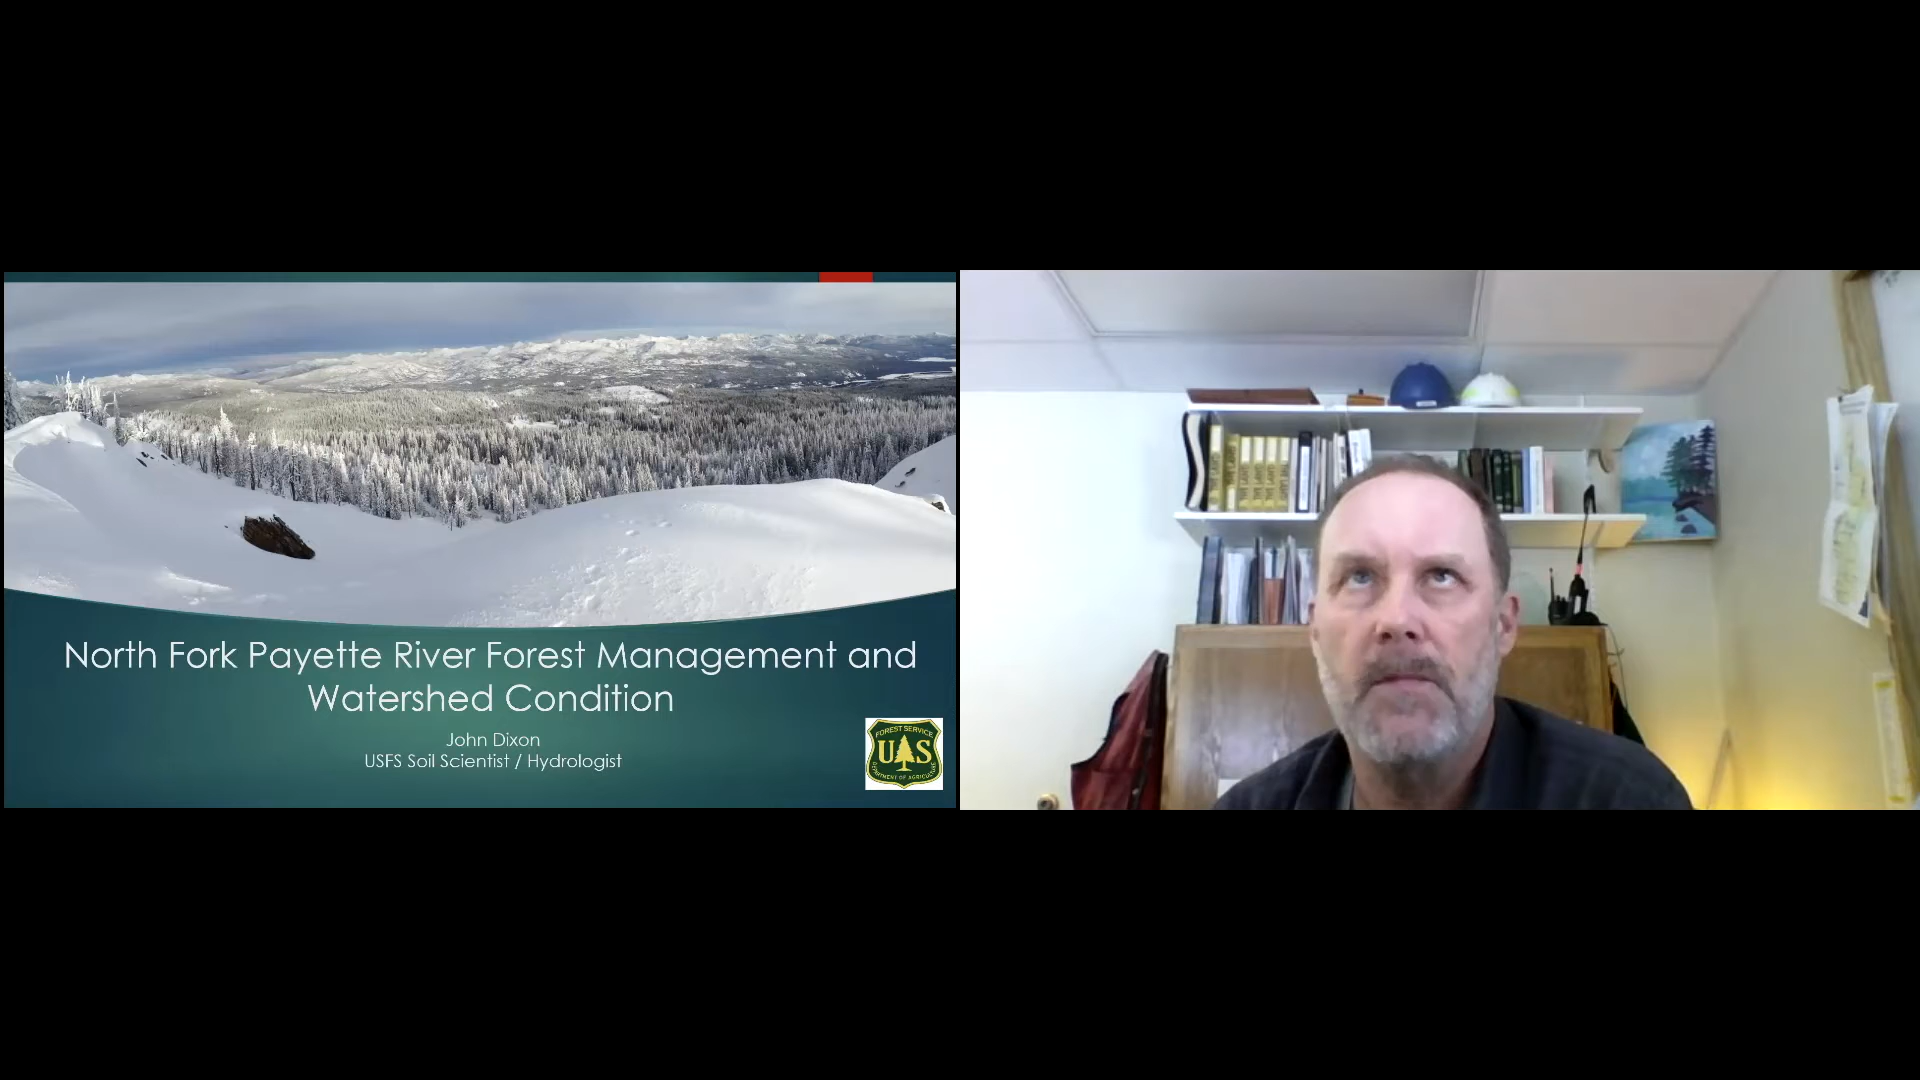 North Fork Payette River Forest Management and
Watershed Condition
John Dixon
USFS Soil Scientist / Hydrologist
FOREST SERVICE
UAS
DEPARTMENT OF AGRICULTURE